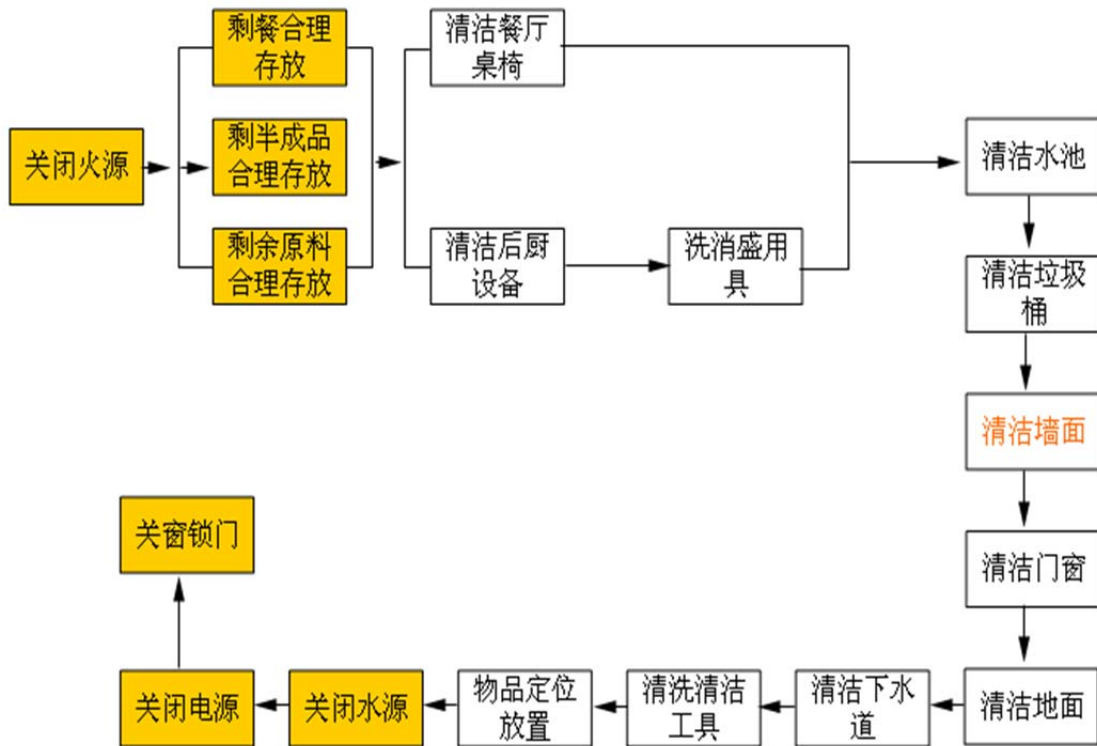 关闭火源
剩餐合理
存放
剩半成品
合理存放
剩余原料
合理存放
清洁餐厅
桌椅
清洁后厨
设备
洗消盛用
具
清洁水池
清洁垃圾
桶
清洁墙面
清洁门窗
清洁地面
清洁下水
道
清洗清洁
工具
物品定位
放置
关闭水源
关闭电源
关窗锁门